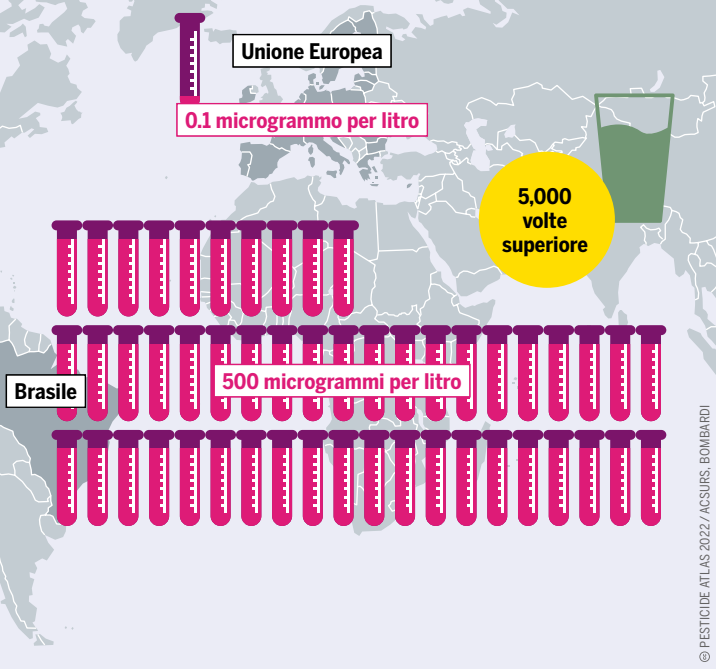 Unione Europea
0.1 microgrammo per litro
5,000
volte
superiore
500 microgrammi per litro
Brasile
PESTICIDE ATLAS 2022 / ACSURS, BOMBARDI